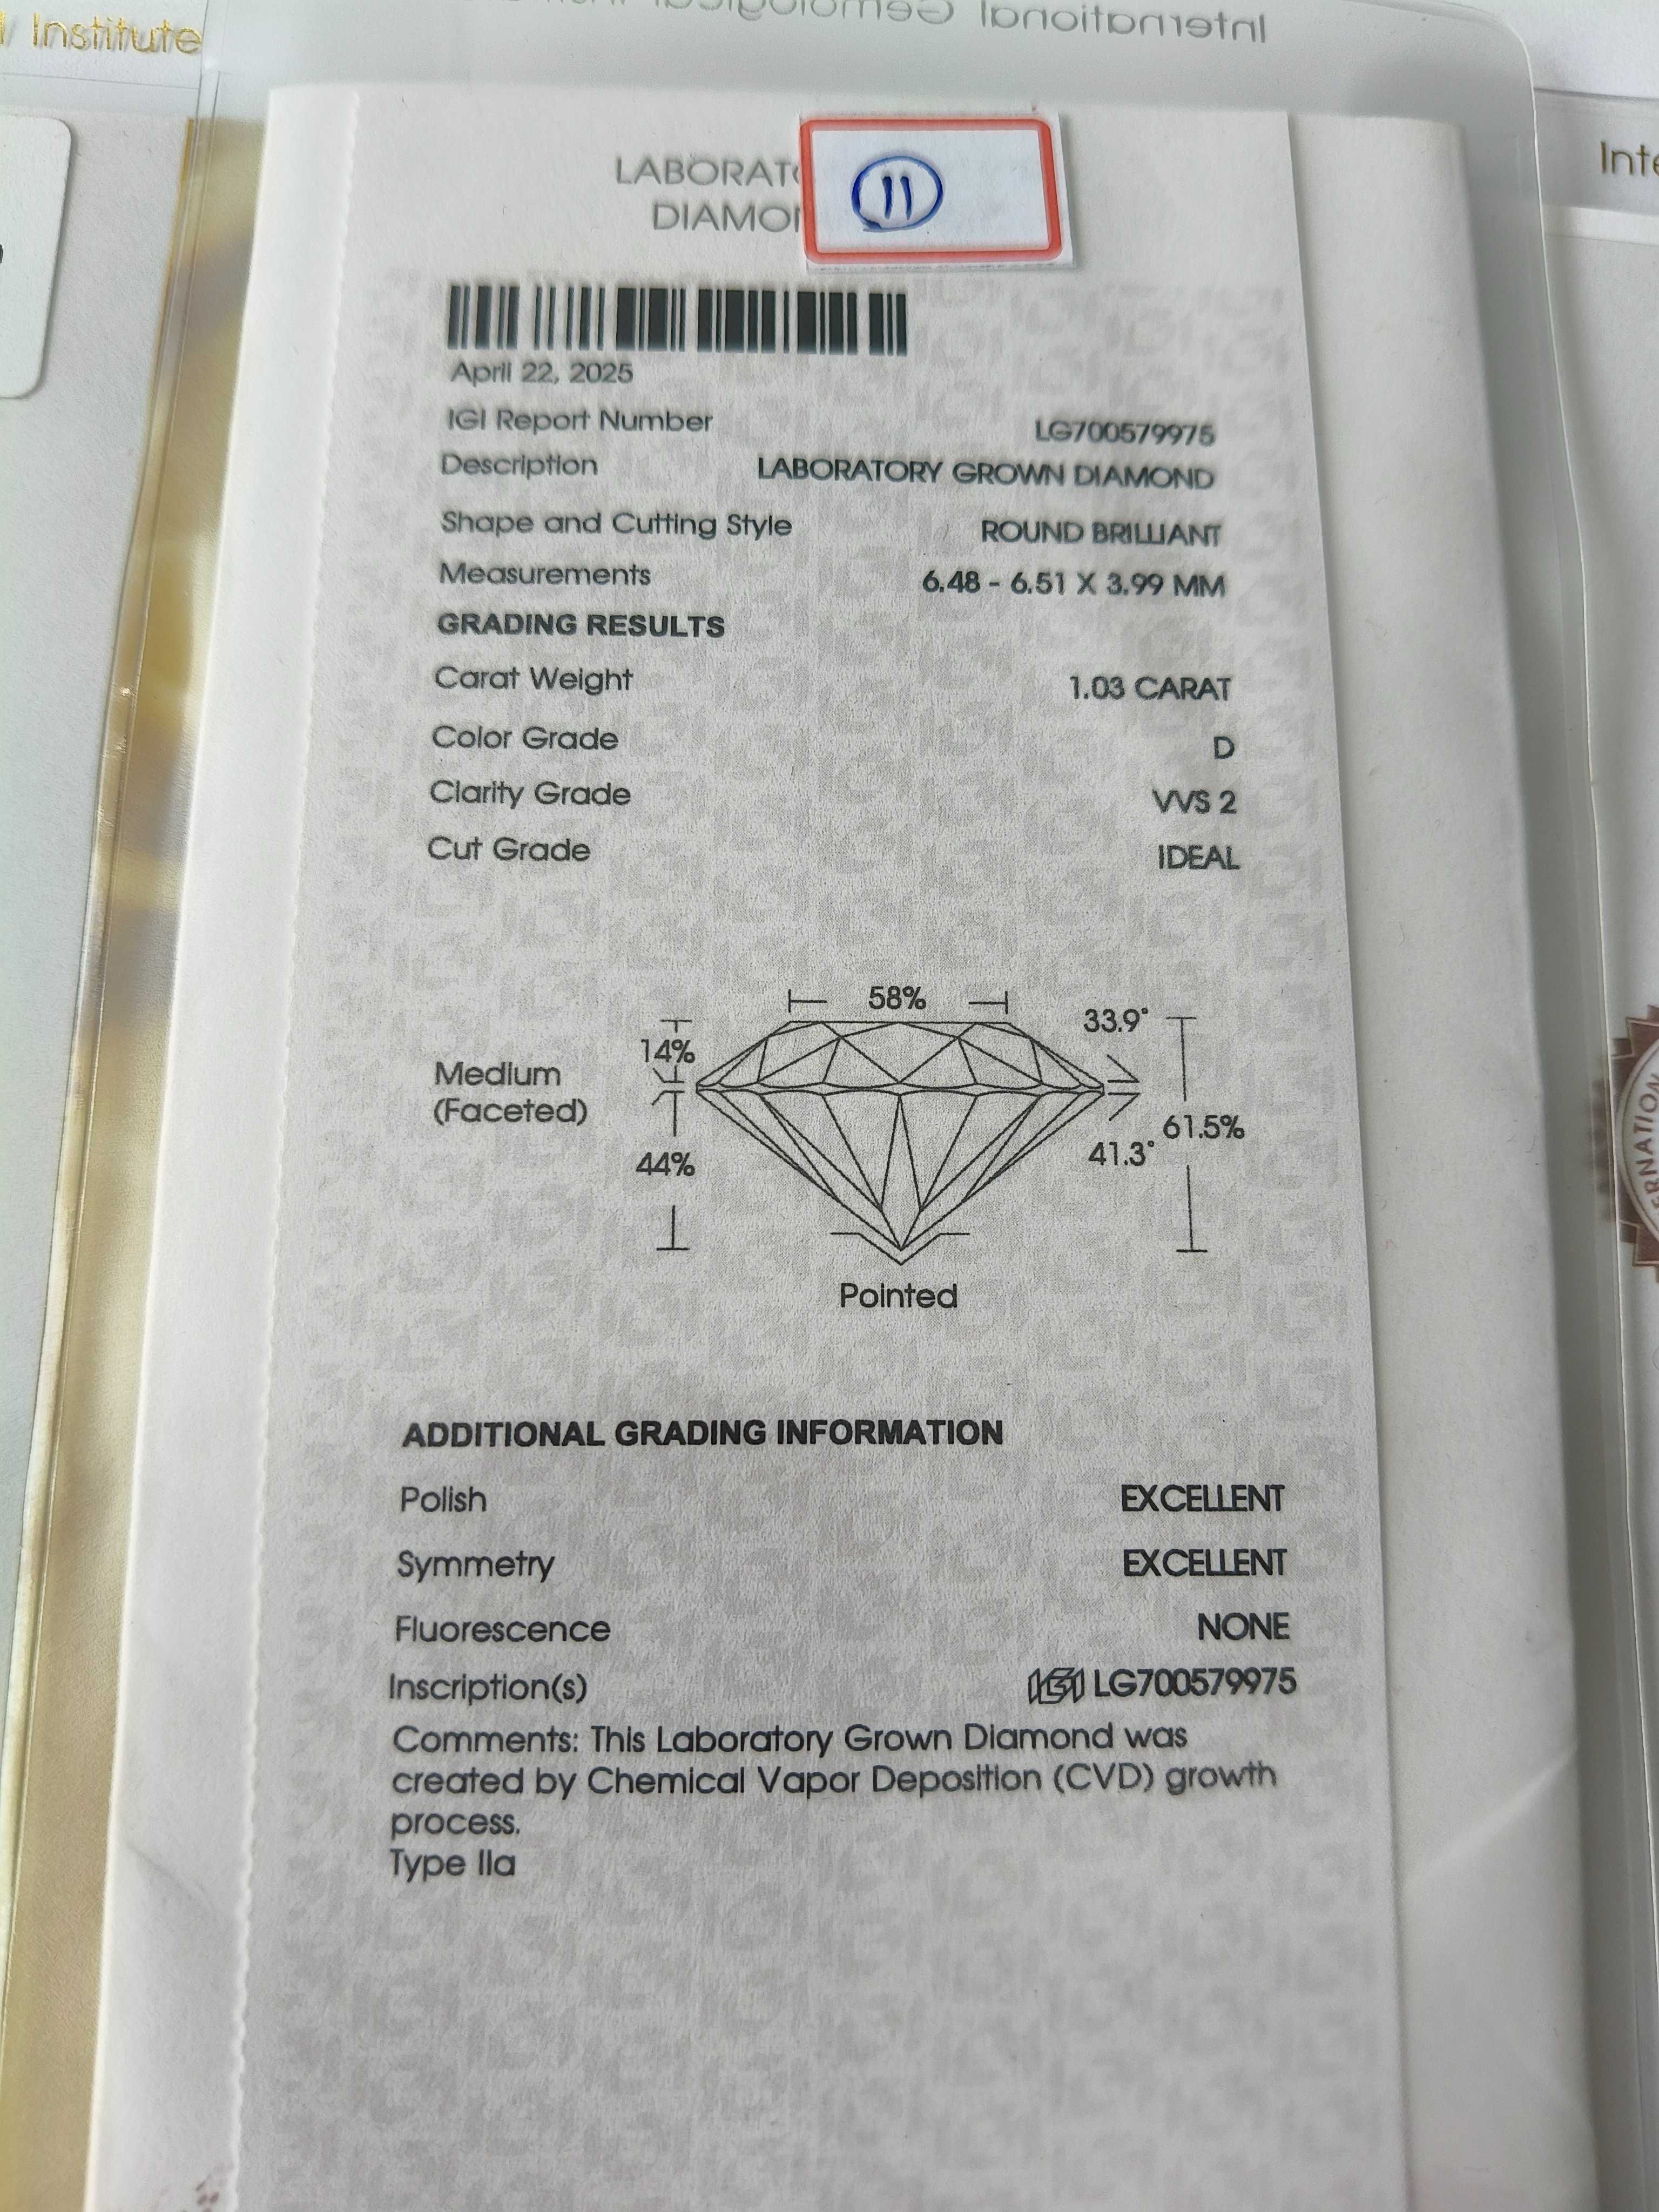 Institute
International
LABORAT
DIAMO
11
April 22, 2025
IGI Report Number LG700579975
Description LABORATORY GROWN DIAMOND
Shape and Cutting Style ROUND BRILLIANT
Measurements 6.48 - 6.51 X 3.99 MM
GRADING RESULTS
Carat Weight 1.03 CARAT
Color Grade D
Clarity Grade VVS 2
Cut Grade IDEAL
58%
33.9°
14%
Medium
(Faceted)
61.5%
41.3°
44%
Pointed
ADDITIONAL GRADING INFORMATION
Polish EXCELLENT
Symmetry EXCELLENT
Fluorescence NONE
Inscription(s) IGI LG700579975
Comments: This Laboratory Grown Diamond was
created by Chemical Vapor Deposition (CVD) growth
process.
Type IIa